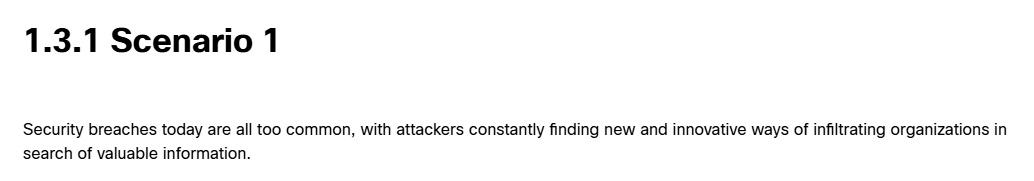 1.3.1 Scenario 1
Security breaches today are all too common, with attackers constantly finding new and innovative ways of infiltrating organizations in
search of valuable information.